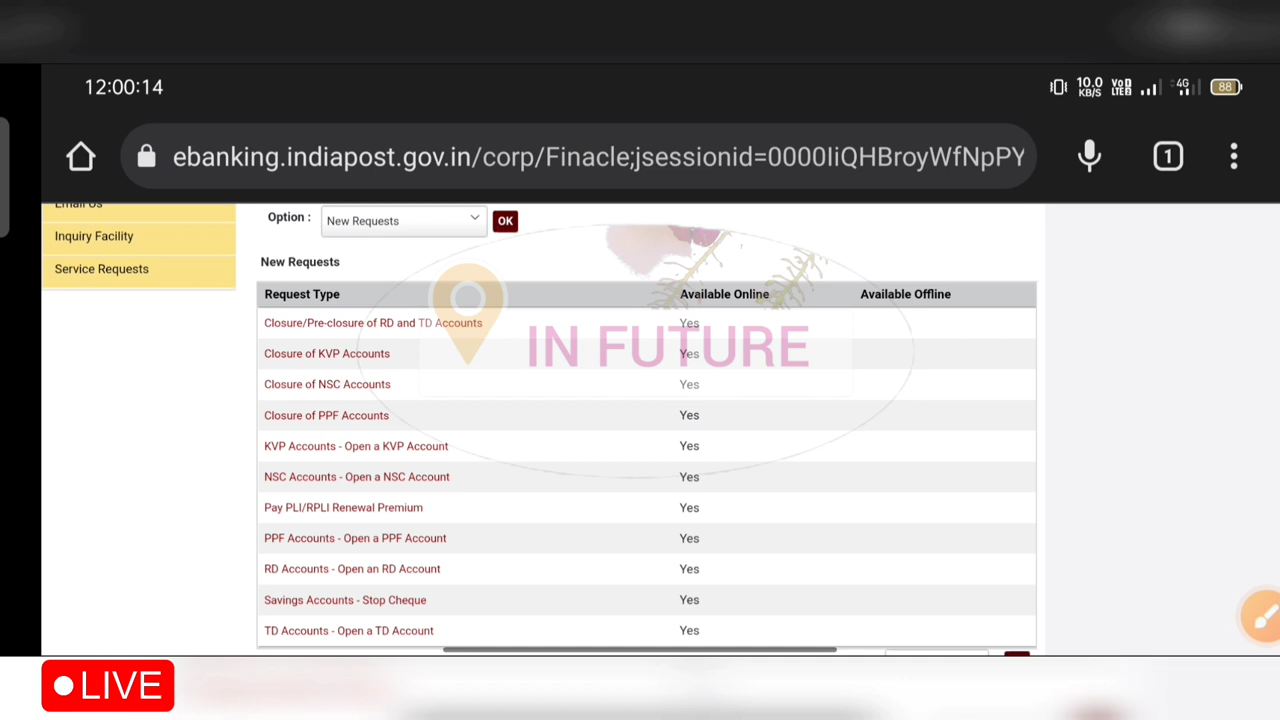 12:00:14
10.0 KB/S VoD LTEB 4G 88
ebanking.indiapost.gov.in/corp/Finacle;jsessionid=0000IiQHBroyWfNpPY
1
Email Us
Inquiry Facility
Service Requests
Option : New Requests OK
New Requests
Request Type Available Online Available Offline
Closure/Pre-closure of RD and TD Accounts Yes
Closure of KVP Accounts Yes
IN FUTURE
Closure of NSC Accounts Yes
Closure of PPF Accounts Yes
KVP Accounts - Open a KVP Account Yes
NSC Accounts - Open a NSC Account Yes
Pay PLI/RPLI Renewal Premium Yes
PPF Accounts - Open a PPF Account Yes
RD Accounts - Open an RD Account Yes
Savings Accounts - Stop Cheque Yes
TD Accounts - Open a TD Account Yes
LIVE